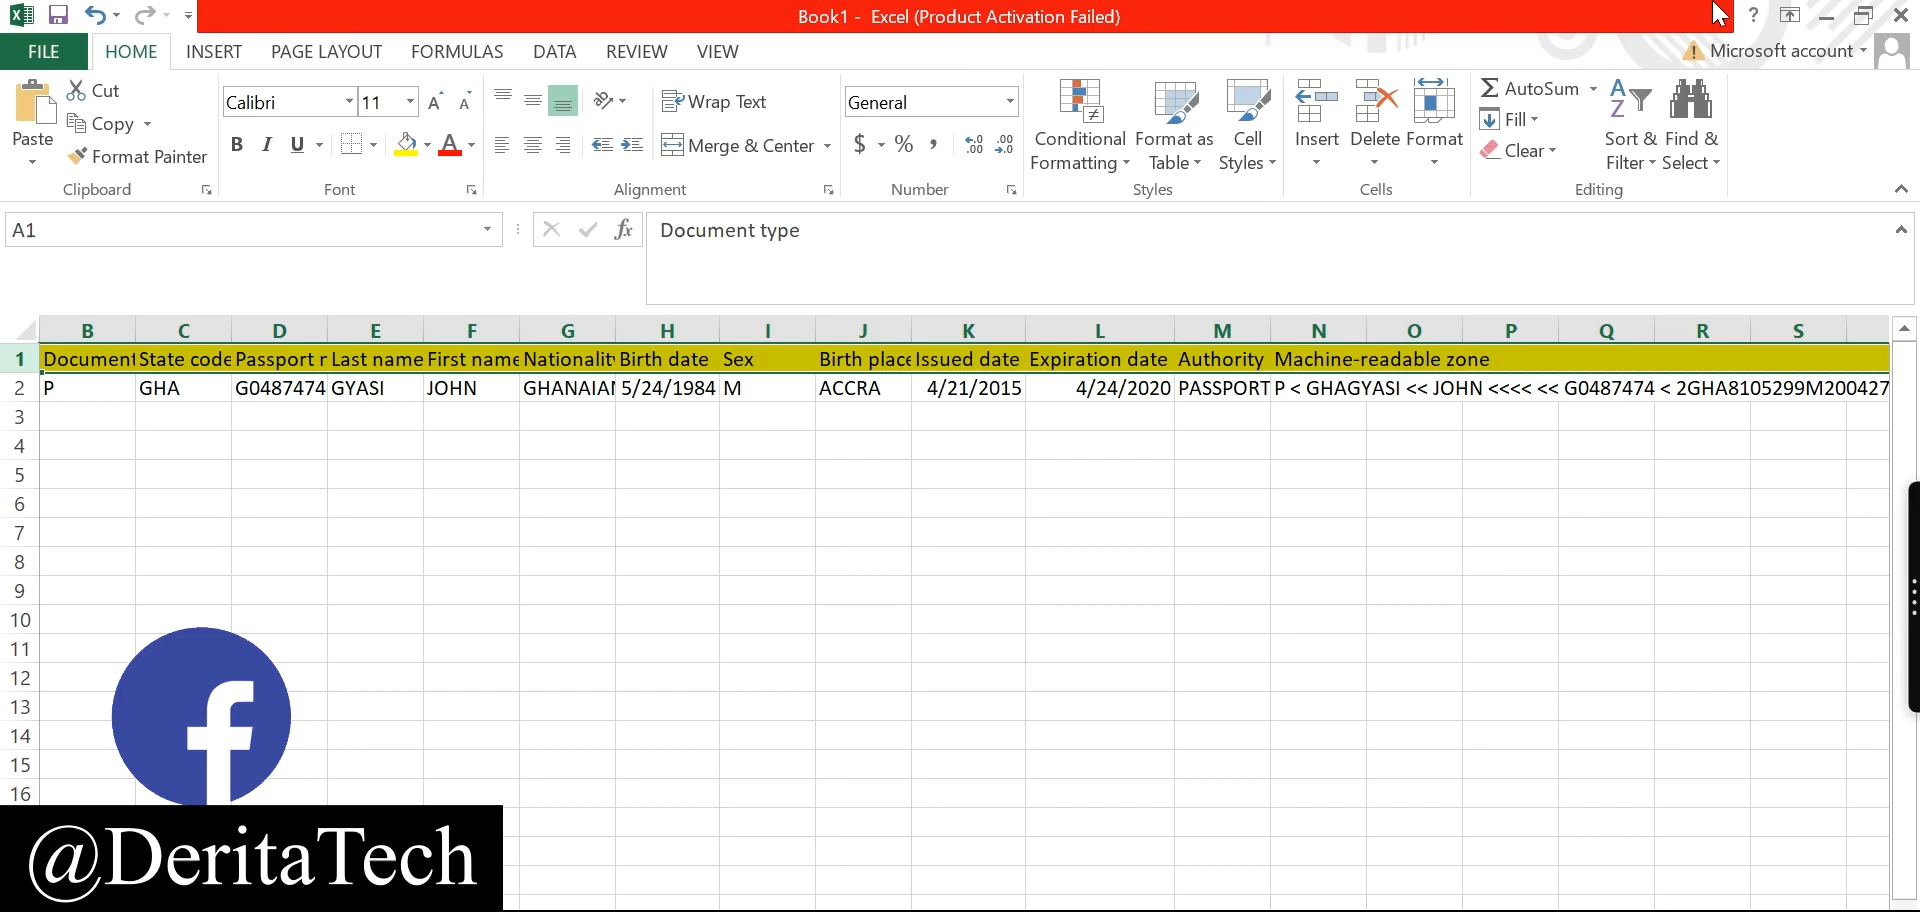 Book1 - Excel (Product Activation Failed)
?
FILE HOME INSERT PAGE LAYOUT FORMULAS DATA REVIEW VIEW
Microsoft account
Paste
Cut
Copy
Format Painter
Clipboard
Calibri 11
B I U
Font
Wrap Text
Merge & Center
Alignment
General
$ % ,
Number
Conditional Formatting
Format as Table
Cell Styles
Styles
Insert Delete Format
Cells
AutoSum
Fill
Clear
Sort & Filter
Find & Select
Editing
A1
fx
Document type
B C D E F G H I J K L M N O P Q R S
1 Document State code Passport r Last name First name Nationalit Birth date Sex Birth place Issued date Expiration date Authority Machine-readable zone
2 P GHA G0487474 GYASI JOHN GHANAIAN 5/24/1984 M ACCRA 4/21/2015 4/24/2020 PASSPORT P < GHAGYASI << JOHN <<<< << G0487474 < 2GHA8105299M200427
3
4
5
6
7
8
9
10
11
12
13
14
15
16
@DeritaTech